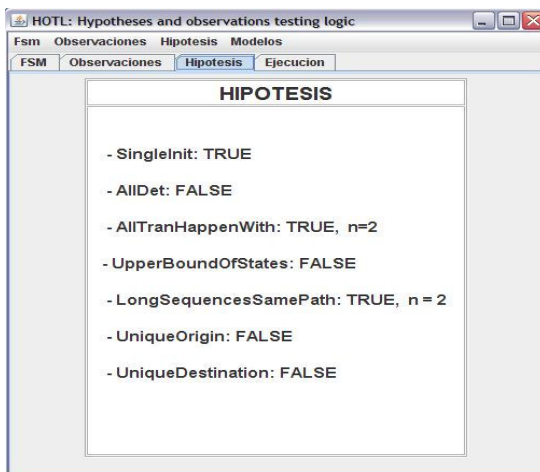 HOTL: Hypotheses and observations testing logic
Fsm Observaciones Hipotesis Modelos
FSM Observaciones Hipotesis Ejecucion
HIPOTESIS
- SingleInit: TRUE
- AllDet: FALSE
- AllTranHappenWith: TRUE, n=2
- UpperBoundOfStates: FALSE
- LongSequencesSamePath: TRUE, n = 2
- UniqueOrigin: FALSE
- UniqueDestination: FALSE